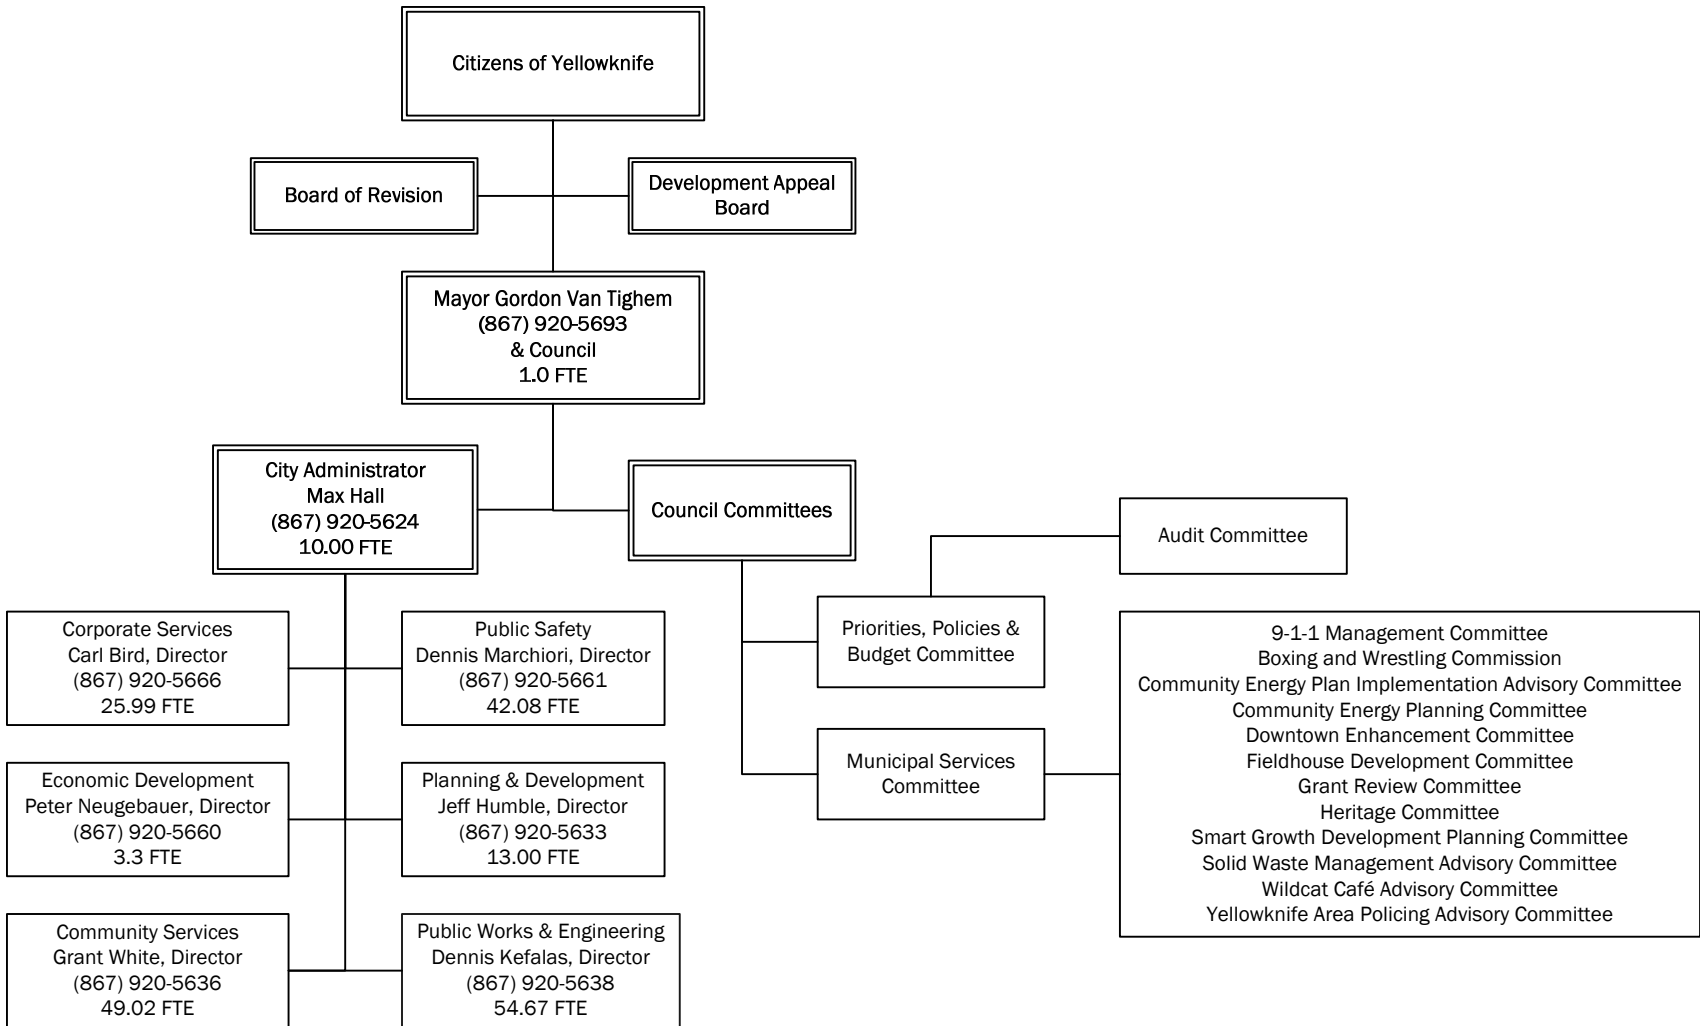 Citizens of Yellowknife
Board of Revision
Development Appeal
Board
Mayor Gordon Van Tighem
(867) 920-5693
& Council
1.0 FTE
City Administrator
Max Hall
(867) 920-5624
10.00 FTE
Council Committees
Audit Committee
Priorities, Policies &
Budget Committee
Municipal Services
Committee
9-1-1 Management Committee
Boxing and Wrestling Commission
Community Energy Plan Implementation Advisory Committee
Community Energy Planning Committee
Downtown Enhancement Committee
Fieldhouse Development Committee
Grant Review Committee
Heritage Committee
Smart Growth Development Planning Committee
Solid Waste Management Advisory Committee
Wildcat Café Advisory Committee
Yellowknife Area Policing Advisory Committee
Corporate Services
Carl Bird, Director
(867) 920-5666
25.99 FTE
Public Safety
Dennis Marchiori, Director
(867) 920-5661
42.08 FTE
Economic Development
Peter Neugebauer, Director
(867) 920-5660
3.3 FTE
Planning & Development
Jeff Humble, Director
(867) 920-5633
13.00 FTE
Community Services
Grant White, Director
(867) 920-5636
49.02 FTE
Public Works & Engineering
Dennis Kefalas, Director
(867) 920-5638
54.67 FTE